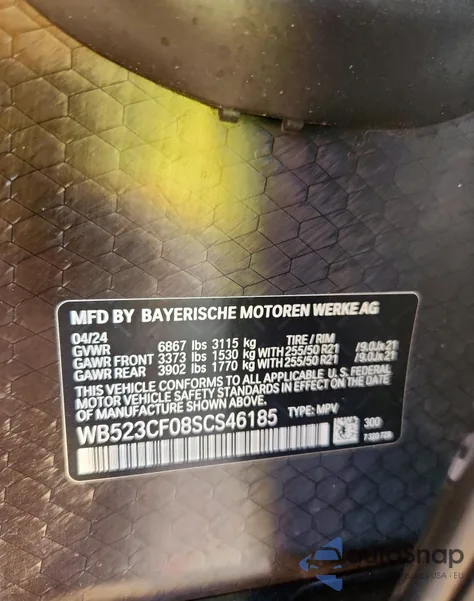 MFD BY BAYERISCHE MOTOREN WERKE AG
04/24 TIRE / RIM
GVWR 6867 lbs 3115 kg
GAWR FRONT 3373 lbs 1530 kg WITH 255/50 R21 /9.0Jx21
GAWR REAR 3902 lbs 1770 kg WITH 255/50 R21 /9.0Jx21
THIS VEHICLE CONFORMS TO ALL APPLICABLE U.S. FEDERAL
MOTOR VEHICLE SAFETY STANDARDS IN EFFECT ON THE DATE
OF MANUFACTURE SHOWN ABOVE.
WB523CF08SCS46185 TYPE: MPV
300
autoSnap
USA - EU